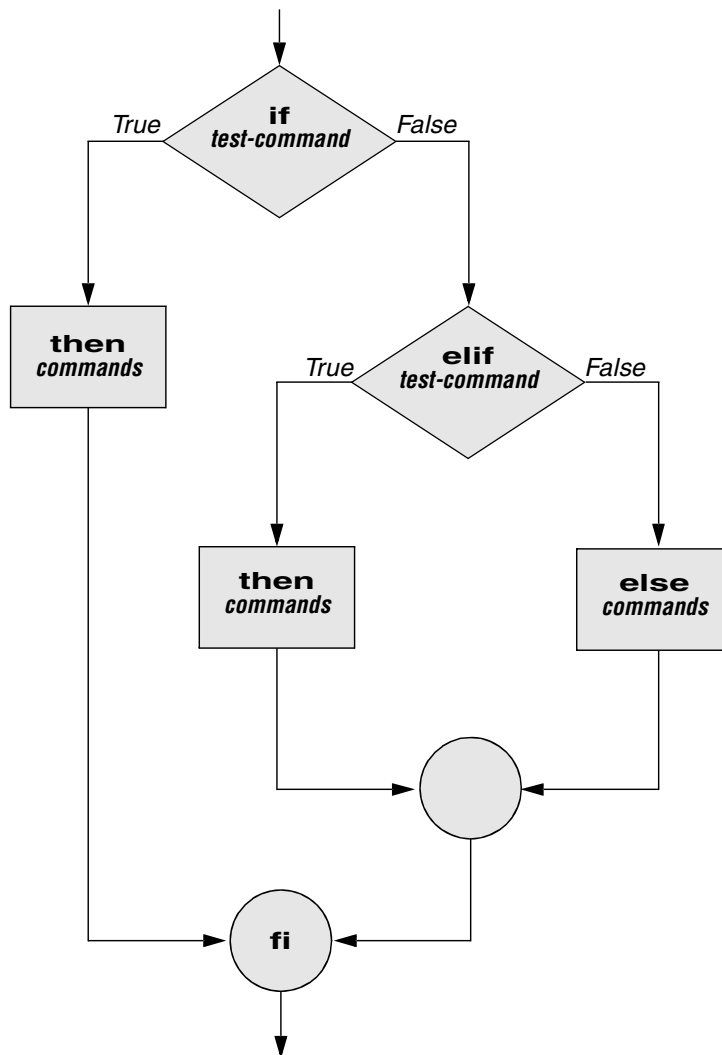 if
test-command
True
False
then
commands
elif
test-command
True
False
then
commands
else
commands
fi